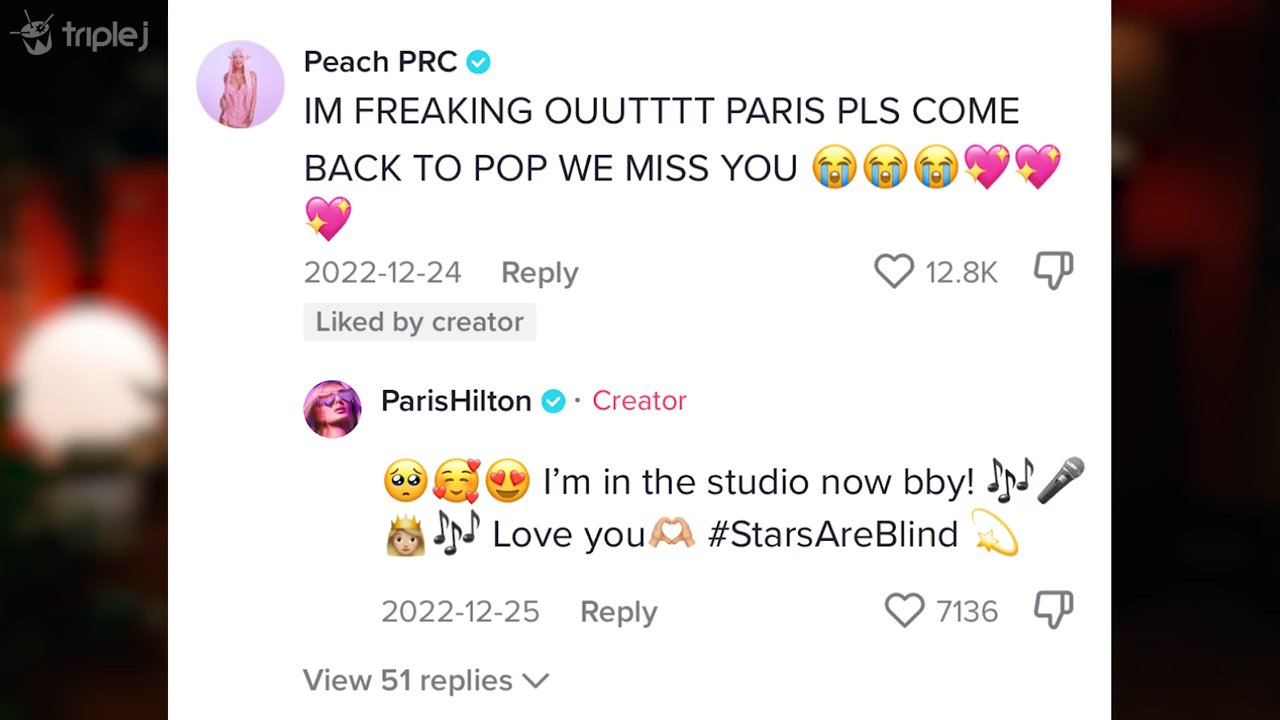 triple j
Peach PRC
IM FREAKING OUUTTTT PARIS PLS COME
BACK TO POP WE MISS YOU 😭😭😭💖💖
💖
2022-12-24 Reply 12.8K
Liked by creator
ParisHilton · Creator
🥺🥰😍 I’m in the studio now bby! 🎶🎤
👸🏼🎶 Love you🫶🏼 #StarsAreBlind 💫
2022-12-25 Reply 7136
View 51 replies